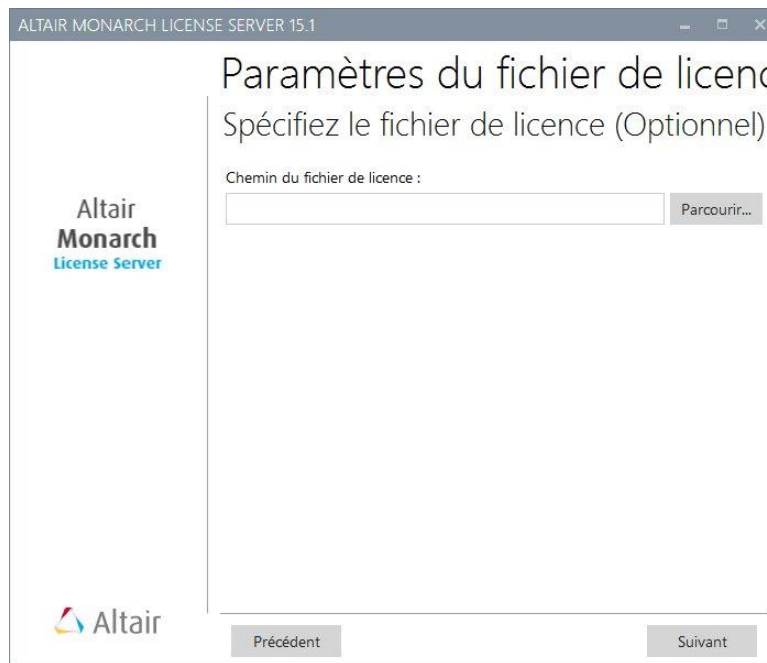 ALTAIR MONARCH LICENSE SERVER 15.1
Paramètres du fichier de licenc
Spécifiez le fichier de licence (Optionnel)
Chemin du fichier de licence :
Parcourir...
Altair
Monarch
License Server
Altair
Précédent
Suivant